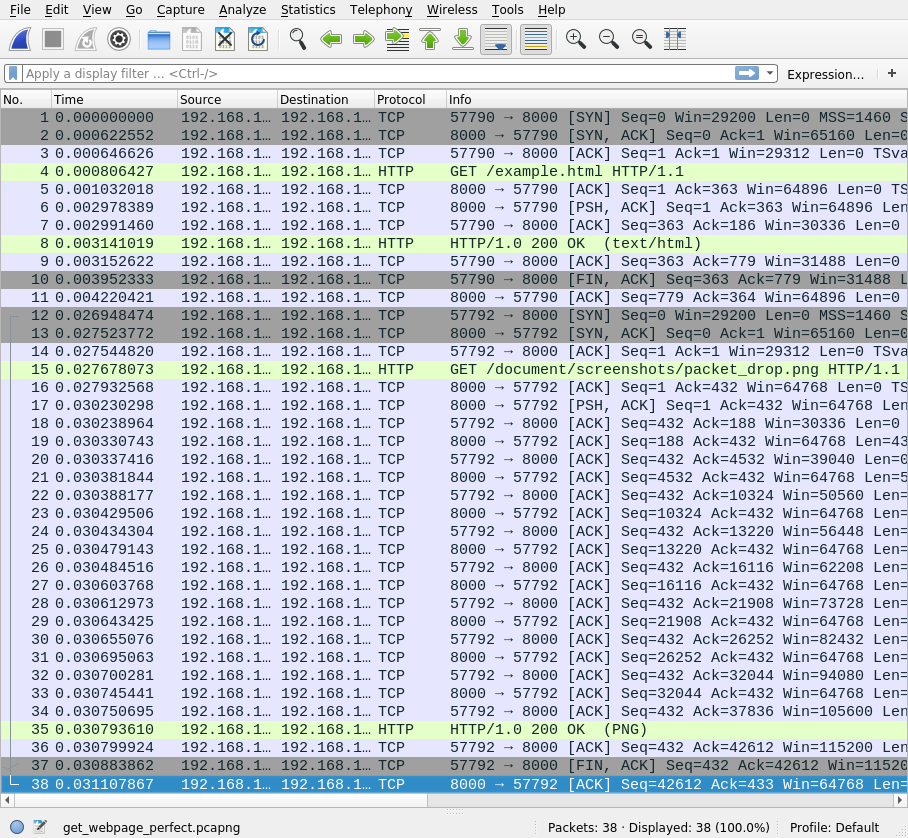 File Edit View Go Capture Analyze Statistics Telephony Wireless Tools Help
Apply a display filter … <Ctrl-/> Expression… +
No. Time Source Destination Protocol Info
1 0.000000000 192.168.1… 192.168.1… TCP 57790 → 8000 [SYN] Seq=0 Win=29200 Len=0 MSS=1460 S
2 0.000622552 192.168.1… 192.168.1… TCP 8000 → 57790 [SYN, ACK] Seq=0 Ack=1 Win=65160 Len=0
3 0.000646626 192.168.1… 192.168.1… TCP 57790 → 8000 [ACK] Seq=1 Ack=1 Win=29312 Len=0 TSva
4 0.000806427 192.168.1… 192.168.1… HTTP GET /example.html HTTP/1.1
5 0.001032018 192.168.1… 192.168.1… TCP 8000 → 57790 [ACK] Seq=1 Ack=363 Win=64896 Len=0 TS
6 0.002978389 192.168.1… 192.168.1… TCP 8000 → 57790 [PSH, ACK] Seq=1 Ack=363 Win=64896 Len
7 0.002991460 192.168.1… 192.168.1… TCP 57790 → 8000 [ACK] Seq=363 Ack=186 Win=30336 Len=0
8 0.003141019 192.168.1… 192.168.1… HTTP HTTP/1.0 200 OK (text/html)
9 0.003152622 192.168.1… 192.168.1… TCP 57790 → 8000 [ACK] Seq=363 Ack=779 Win=31488 Len=0
10 0.003952333 192.168.1… 192.168.1… TCP 57790 → 8000 [FIN, ACK] Seq=363 Ack=779 Win=31488 L
11 0.004220421 192.168.1… 192.168.1… TCP 8000 → 57790 [ACK] Seq=779 Ack=364 Win=64896 Len=0
12 0.026948474 192.168.1… 192.168.1… TCP 57792 → 8000 [SYN] Seq=0 Win=29200 Len=0 MSS=1460 S
13 0.027523772 192.168.1… 192.168.1… TCP 8000 → 57792 [SYN, ACK] Seq=0 Ack=1 Win=65160 Len=0
14 0.027544820 192.168.1… 192.168.1… TCP 57792 → 8000 [ACK] Seq=1 Ack=1 Win=29312 Len=0 TSva
15 0.027678073 192.168.1… 192.168.1… HTTP GET /document/screenshots/packet_drop.png HTTP/1.1
16 0.027932568 192.168.1… 192.168.1… TCP 8000 → 57792 [ACK] Seq=1 Ack=432 Win=64768 Len=0 TS
17 0.030230298 192.168.1… 192.168.1… TCP 8000 → 57792 [PSH, ACK] Seq=1 Ack=432 Win=64768 Len
18 0.030238964 192.168.1… 192.168.1… TCP 57792 → 8000 [ACK] Seq=432 Ack=188 Win=30336 Len=0
19 0.030330743 192.168.1… 192.168.1… TCP 8000 → 57792 [ACK] Seq=188 Ack=432 Win=64768 Len=43
20 0.030337416 192.168.1… 192.168.1… TCP 57792 → 8000 [ACK] Seq=432 Ack=4532 Win=39040 Len=0
21 0.030381844 192.168.1… 192.168.1… TCP 8000 → 57792 [ACK] Seq=4532 Ack=432 Win=64768 Len=5
22 0.030388177 192.168.1… 192.168.1… TCP 57792 → 8000 [ACK] Seq=432 Ack=10324 Win=50560 Len=
23 0.030429506 192.168.1… 192.168.1… TCP 8000 → 57792 [ACK] Seq=10324 Ack=432 Win=64768 Len=
24 0.030434304 192.168.1… 192.168.1… TCP 57792 → 8000 [ACK] Seq=432 Ack=13220 Win=56448 Len=
25 0.030479143 192.168.1… 192.168.1… TCP 8000 → 57792 [ACK] Seq=13220 Ack=432 Win=64768 Len=
26 0.030484516 192.168.1… 192.168.1… TCP 57792 → 8000 [ACK] Seq=432 Ack=16116 Win=62208 Len=
27 0.030603768 192.168.1… 192.168.1… TCP 8000 → 57792 [ACK] Seq=16116 Ack=432 Win=64768 Len=
28 0.030612973 192.168.1… 192.168.1… TCP 57792 → 8000 [ACK] Seq=432 Ack=21908 Win=73728 Len=
29 0.030643425 192.168.1… 192.168.1… TCP 8000 → 57792 [ACK] Seq=21908 Ack=432 Win=64768 Len=
30 0.030655076 192.168.1… 192.168.1… TCP 57792 → 8000 [ACK] Seq=432 Ack=26252 Win=82432 Len=
31 0.030695063 192.168.1… 192.168.1… TCP 8000 → 57792 [ACK] Seq=26252 Ack=432 Win=64768 Len=
32 0.030700281 192.168.1… 192.168.1… TCP 57792 → 8000 [ACK] Seq=432 Ack=32044 Win=94080 Len=
33 0.030745441 192.168.1… 192.168.1… TCP 8000 → 57792 [ACK] Seq=32044 Ack=432 Win=64768 Len=
34 0.030750695 192.168.1… 192.168.1… TCP 57792 → 8000 [ACK] Seq=432 Ack=37836 Win=105600 Len=
35 0.030793610 192.168.1… 192.168.1… HTTP HTTP/1.0 200 OK (PNG)
36 0.030799924 192.168.1… 192.168.1… TCP 57792 → 8000 [ACK] Seq=432 Ack=42612 Win=115200 Len
37 0.030883862 192.168.1… 192.168.1… TCP 57792 → 8000 [FIN, ACK] Seq=432 Ack=42612 Win=11520
38 0.031107867 192.168.1… 192.168.1… TCP 8000 → 57792 [ACK] Seq=42612 Ack=433 Win=64768 Len=
get_webpage_perfect.pcapng Packets: 38 · Displayed: 38 (100.0%) Profile: Default